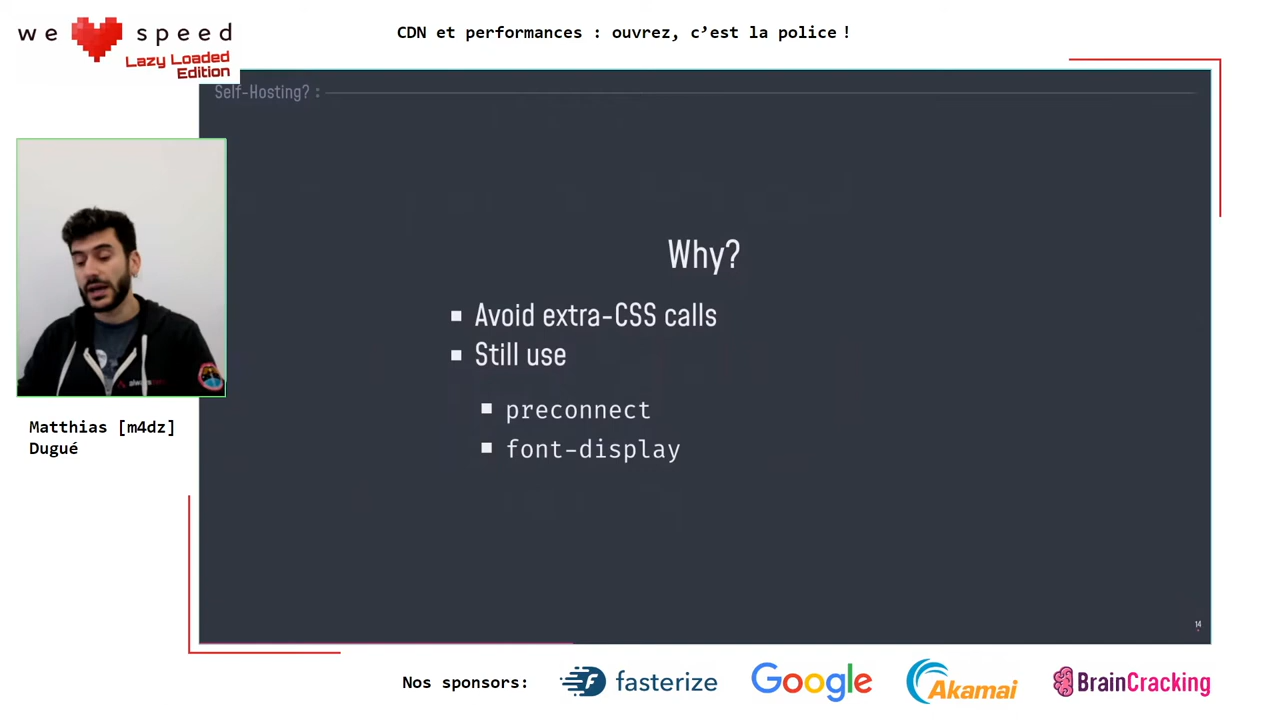 we speed
Lazy Loaded
Edition
CDN et performances : ouvrez, c’est la police !
Self-Hosting? :
Why?
▪ Avoid extra-CSS calls
▪ Still use
▪ preconnect
▪ font-display
Matthias [m4dz]
Dugué
14
Nos sponsors:
fasterize
Google
Akamai
BrainCracking